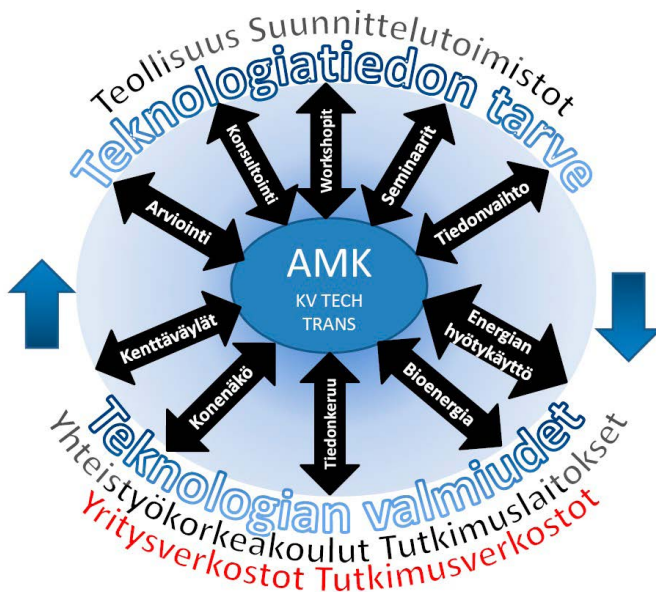 Teollisuus Suunnittelutoimistot
Teknologiatiedon tarve
Arviointi
Konsultointi
Workshopit
Seminaarit
Tiedonvaihto
AMK
KV TECH
TRANS
Kenttäväylät
Konenäkö
Tiedonkeruu
Bioenergia
Energian
hyötykäyttö
Teknologian valmiudet
Yhteistyökorkeakoulut Tutkimuslaitokset
Yritysverkostot Tutkimusverkostot